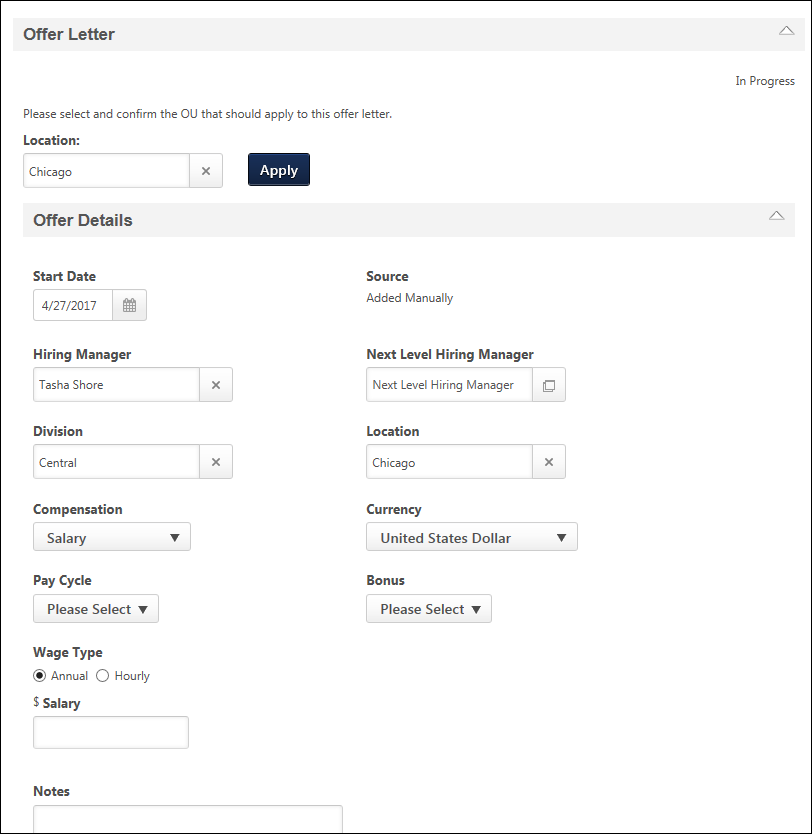 Offer Letter
In Progress
Please select and confirm the OU that should apply to this offer letter.
Location:
Chicago
Apply
Offer Details
Start Date
4/27/2017
Source
Added Manually
Hiring Manager
Tasha Shore
Next Level Hiring Manager
Next Level Hiring Manager
Division
Central
Location
Chicago
Compensation
Salary
Currency
United States Dollar
Pay Cycle
Please Select
Bonus
Please Select
Wage Type
Annual Hourly
$ Salary
Notes